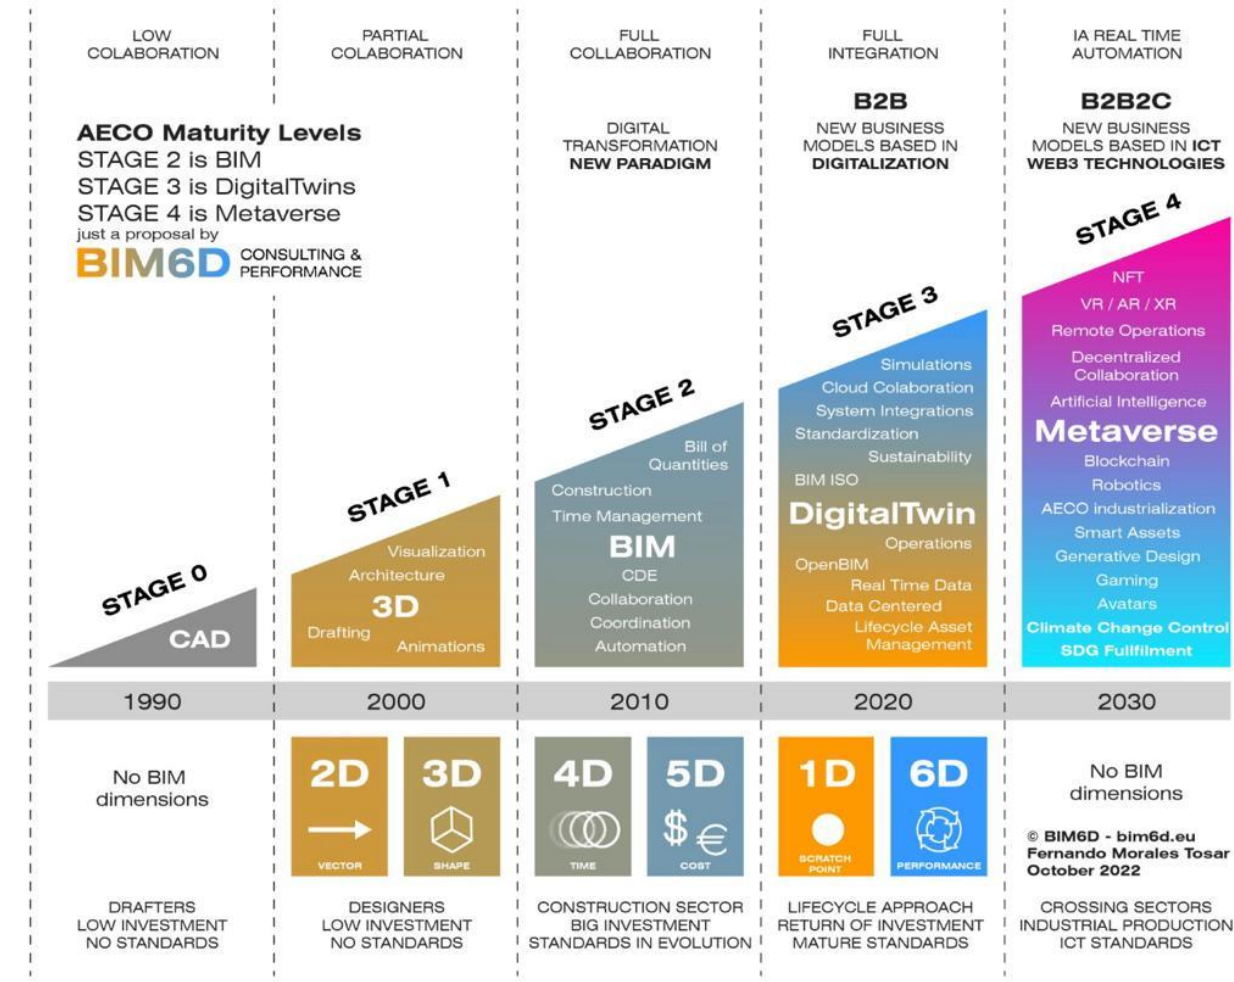 LOW
COLABORATION
PARTIAL
COLABORATION
FULL
COLLABORATION
FULL
INTEGRATION
IA REAL TIME
AUTOMATION
AECO Maturity Levels
STAGE 2 is BIM
STAGE 3 is DigitalTwins
STAGE 4 is Metaverse
just a proposal by
BIM6D CONSULTING &
PERFORMANCE
DIGITAL
TRANSFORMATION
NEW PARADIGM
B2B
NEW BUSINESS
MODELS BASED IN
DIGITALIZATION
B2B2C
NEW BUSINESS
MODELS BASED IN ICT
WEB3 TECHNOLOGIES
STAGE 0
CAD
STAGE 1
Visualization
Architecture
3D
Drafting
Animations
STAGE 2
Bill of
Quantities
Construction
Time Management
BIM
CDE
Collaboration
Coordination
Automation
STAGE 3
Simulations
Cloud Colaboration
System Integrations
Standardization
Sustainability
BIM ISO
DigitalTwin
Operations
OpenBIM
Real Time Data
Data Centered
Lifecycle Asset
Management
STAGE 4
NFT
VR / AR / XR
Remote Operations
Decentralized
Collaboration
Artificial Intelligence
Metaverse
Blockchain
Robotics
AECO industrialization
Smart Assets
Generative Design
Gaming
Avatars
Climate Change Control
SDG Fullfilment
1990
2000
2010
2020
2030
No BIM
dimensions
2D
VECTOR
3D
SHAPE
4D
TIME
5D
$ €
COST
1D
SCRATCH
POINT
6D
PERFORMANCE
No BIM
dimensions
© BIM6D - bim6d.eu
Fernando Morales Tosar
October 2022
DRAFTERS
LOW INVESTMENT
NO STANDARDS
DESIGNERS
LOW INVESTMENT
NO STANDARDS
CONSTRUCTION SECTOR
BIG INVESTMENT
STANDARDS IN EVOLUTION
LIFECYCLE APPROACH
RETURN OF INVESTMENT
MATURE STANDARDS
CROSSING SECTORS
INDUSTRIAL PRODUCTION
ICT STANDARDS